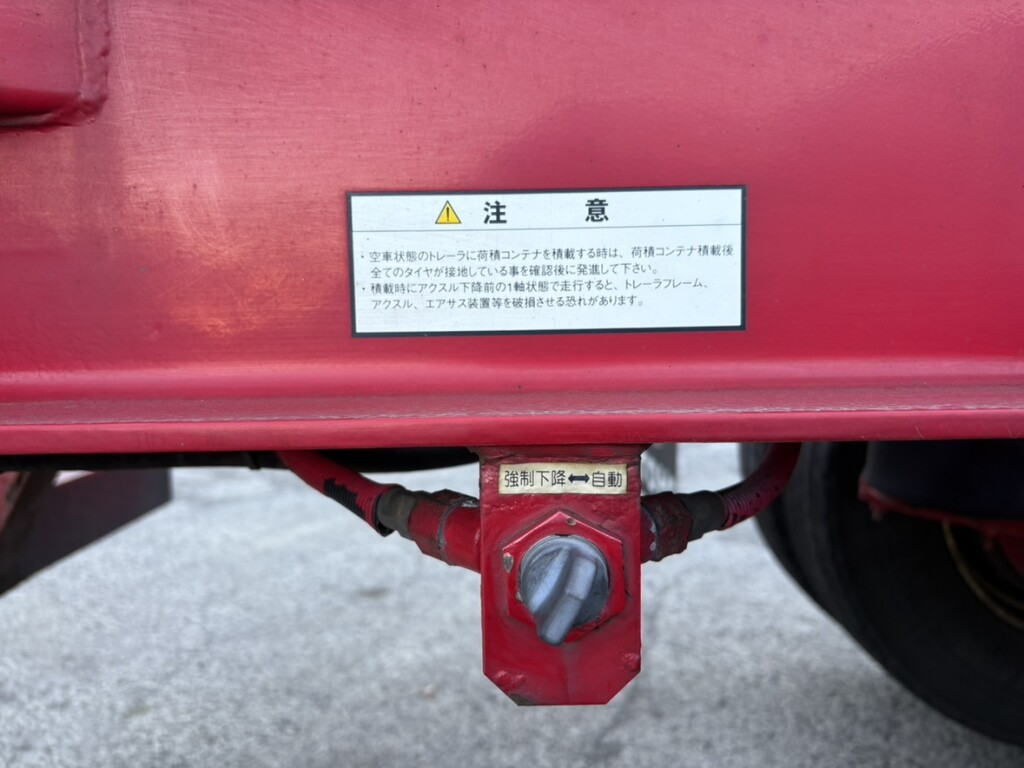 注 意
・空車状態のトレーラに荷積コンテナを積載する時は、荷積コンテナ積載後
全てのタイヤが接地している事を確認後に発進して下さい。
・積載時にアクスル下降前の1軸状態で走行すると、トレーラフレーム、
アクスル、エアサス装置等を破損させる恐れがあります。
強制下降⟷自動